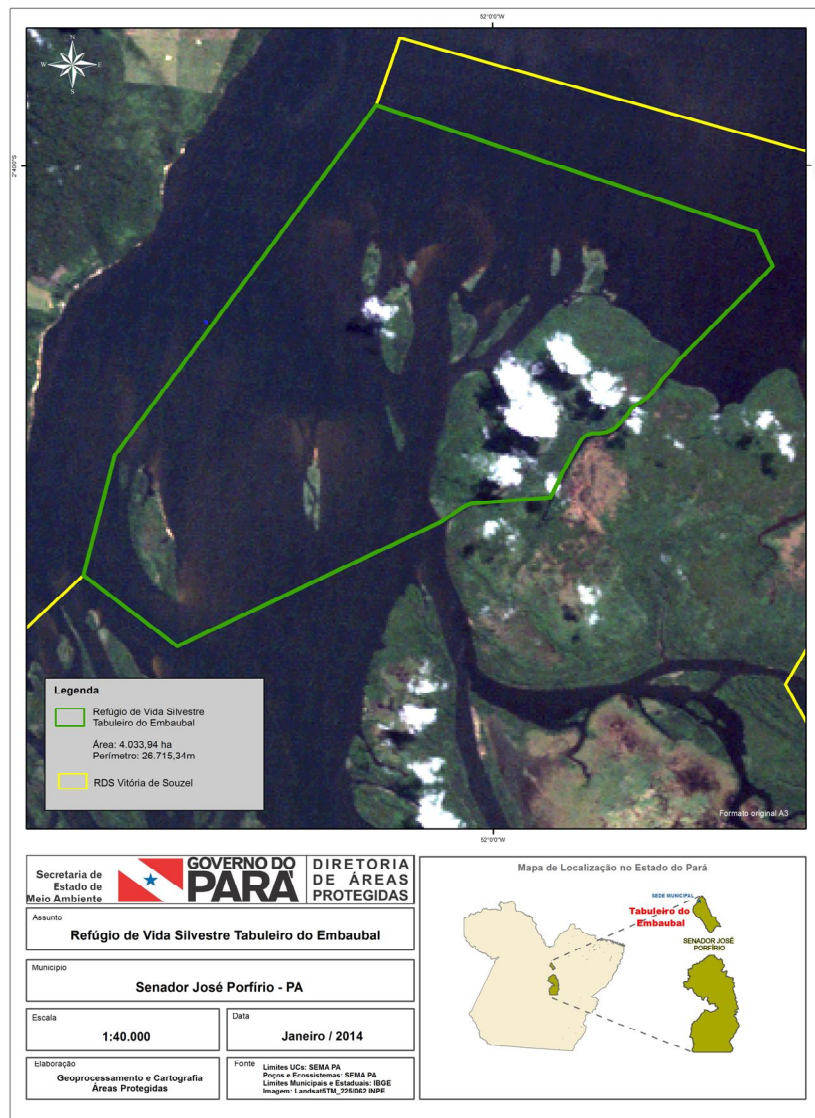 52°0'0"W
N
W
E
S
2°40'0"S
Legenda
Refúgio de Vida Silvestre
Tabuleiro do Embaubal
Área: 4.033,94 ha
Perímetro: 26.715,34m
RDS Vitória de Souzel
Formato original A3
52°0'0"W
Secretaria de
Estado de
Meio Ambiente
GOVERNO DO
PARÁ
DIRETORIA
DE ÁREAS
PROTEGIDAS
Assunto
Refúgio de Vida Silvestre Tabuleiro do Embaubal
Município
Senador José Porfírio - PA
Escala
1:40.000
Data
Janeiro / 2014
Elaboração
Geoprocessamento e Cartografia
Áreas Protegidas
Fonte
Limites UCs: SEMA PA
Poços e Ecossistemas: SEMA PA
Limites Municipais e Estaduais: IBGE
Imagem: Landsat5TM_225/062 INPE
Mapa de Localização no Estado do Pará
SEDE MUNICIPAL
Tabuleiro do
Embaubal
SENADOR JOSÉ
PORFÍRIO